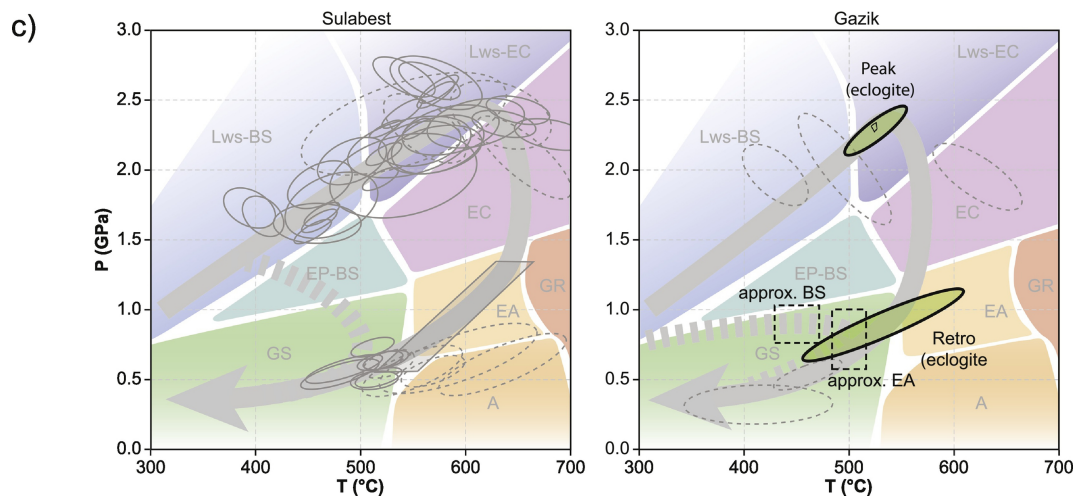 c)
Sulabest
3.0
2.5
2.0
1.5
1.0
0.5
0.0
P (GPa)
300
400
500
600
700
T (°C)
Lws-EC
Lws-BS
EC
EP-BS
GR
EA
GS
A
Gazik
3.0
2.5
2.0
1.5
1.0
0.5
0.0
300
400
500
600
700
T (°C)
Lws-EC
Peak
(eclogite)
Lws-BS
EC
EP-BS
GR
approx. BS
EA
Retro
(eclogite
GS
approx. EA
A